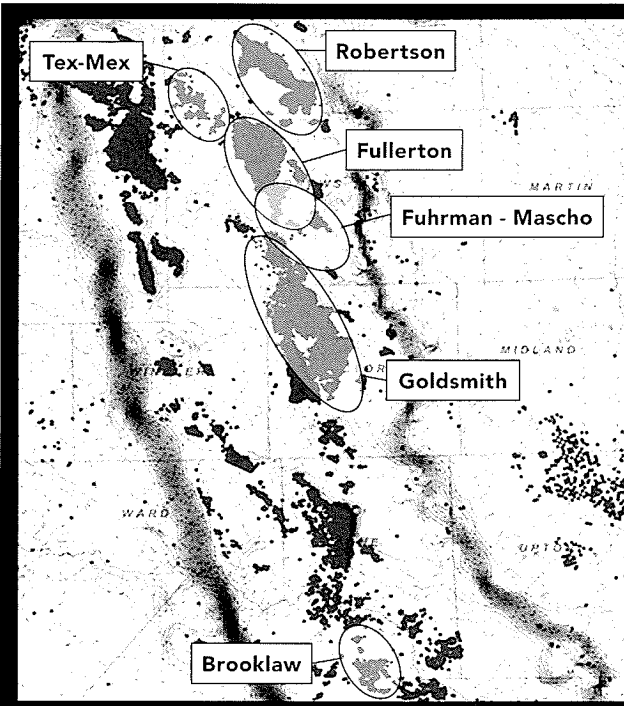 Robertson
Tex-Mex
Fullerton
MARTIN
Fuhrman - Mascho
MIDLAND
Goldsmith
WARD
Brooklaw